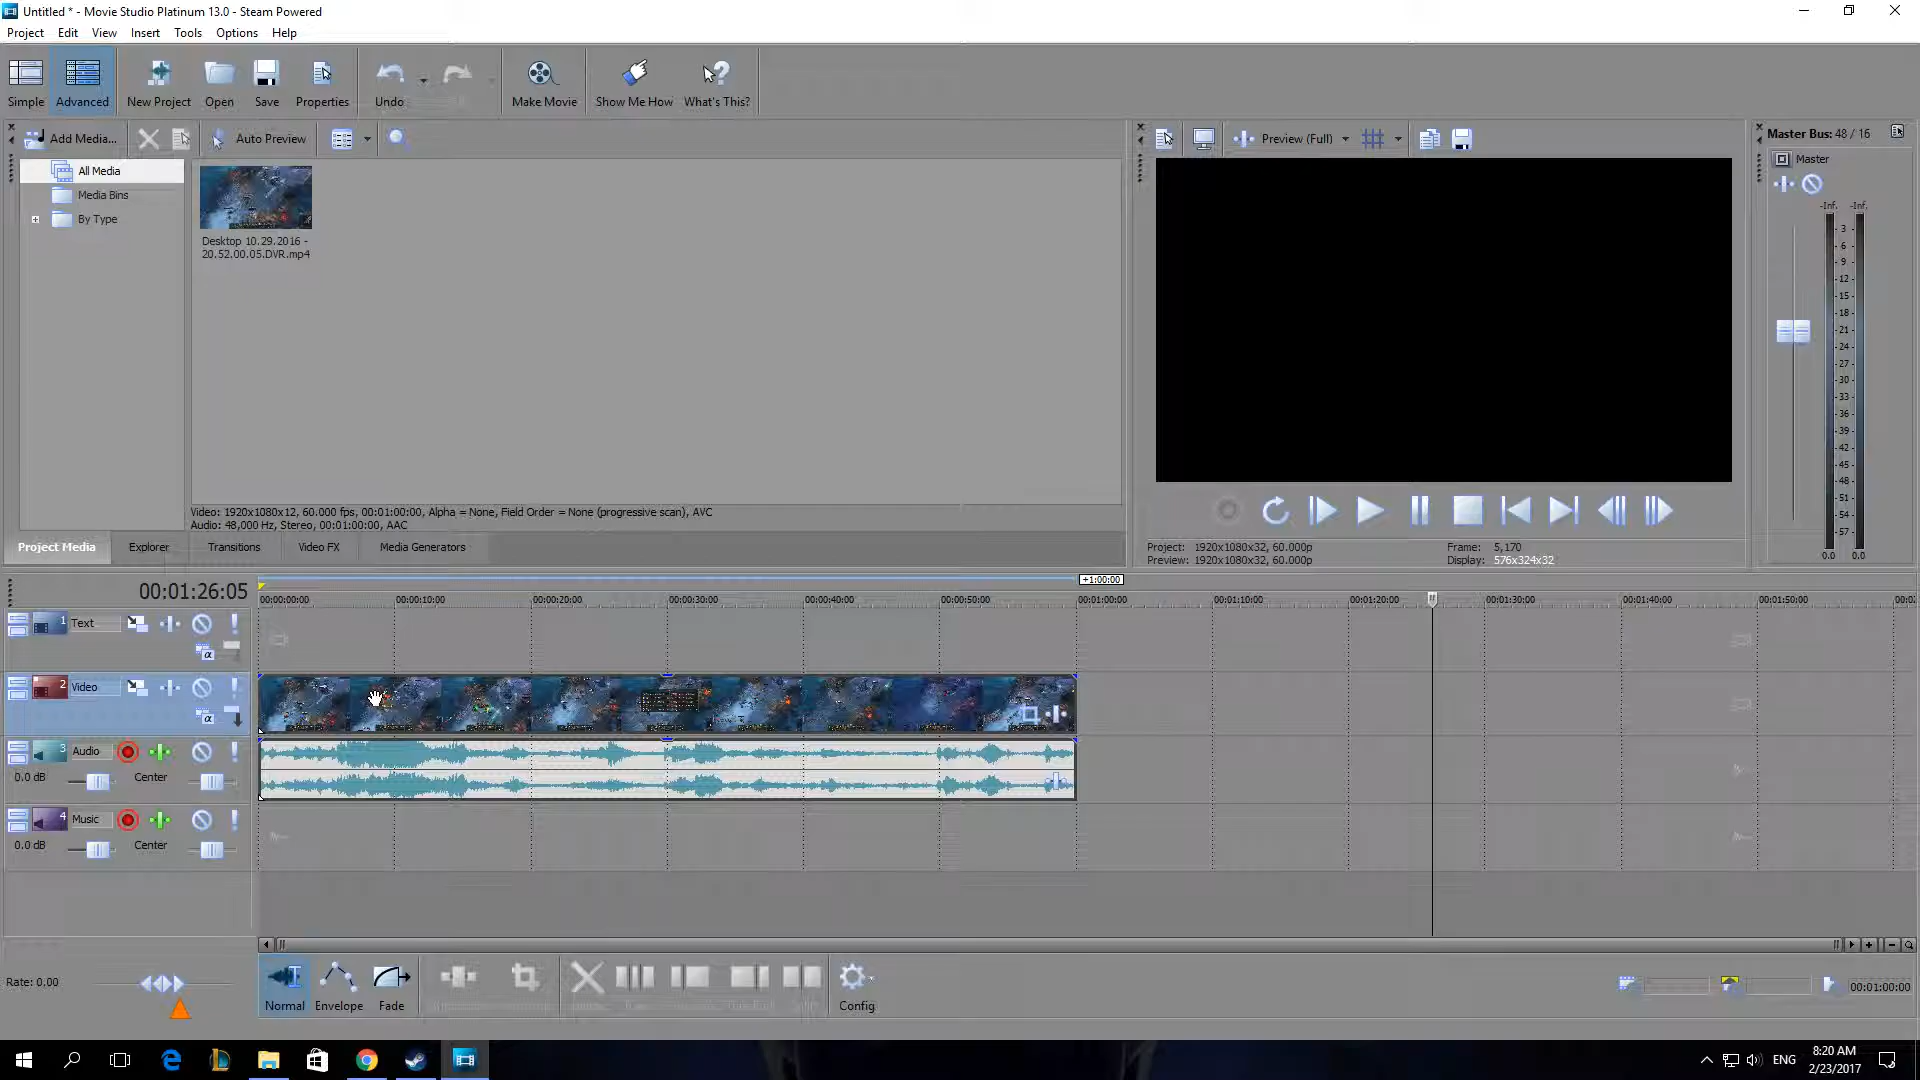 Untitled * - Movie Studio Platinum 13.0 - Steam Powered
Project Edit View Insert Tools Options Help
Simple Advanced New Project Open Save Properties Undo Make Movie Show Me How What's This?
Add Media... Auto Preview
All Media
Media Bins
By Type
Desktop 10.29.2016 -
20.52.00.05.DVR.mp4
Video: 1920x1080x12, 60.000 fps, 00:01:00:00, Alpha = None, Field Order = None (progressive scan), AVC
Audio: 48,000 Hz, Stereo, 00:01:00:00, AAC
Project Media Explorer Transitions Video FX Media Generators
Preview (Full)
Project: 1920x1080x32, 60.000p Frame: 5,170
Preview: 1920x1080x32, 60.000p Display: 576x324x32
Master Bus: 48 / 16
Master
-Inf. -Inf.
3
6
9
12
15
18
21
24
27
30
33
36
39
42
45
48
51
54
57
0.0 0.0
00:01:26:05
+1:00:00
00:00:00:00 00:00:10:00 00:00:20:00 00:00:30:00 00:00:40:00 00:00:50:00 00:01:00:00 00:01:10:00 00:01:20:00 00:01:30:00 00:01:40:00 00:01:50:00
1 Text
2 Video
3 Audio
0.0 dB Center
4 Music
0.0 dB Center
Rate: 0,00
Normal Envelope Fade Config
00:01:00:00
ENG
8:20 AM
2/23/2017